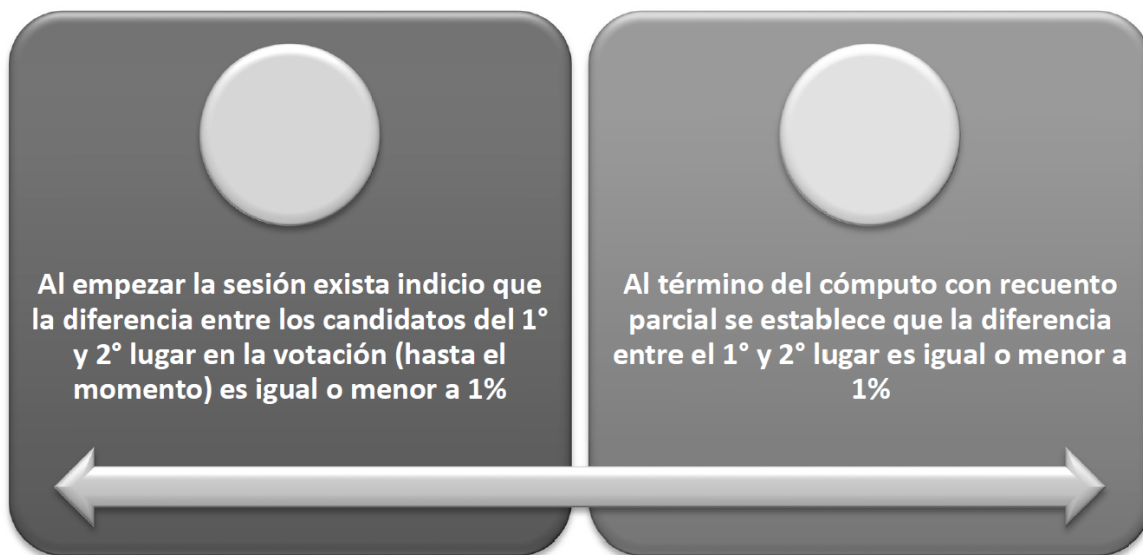 Al empezar la sesión exista indicio que
la diferencia entre los candidatos del 1°
y 2° lugar en la votación (hasta el
momento) es igual o menor a 1%
Al término del cómputo con recuento
parcial se establece que la diferencia
entre el 1° y 2° lugar es igual o menor a
1%